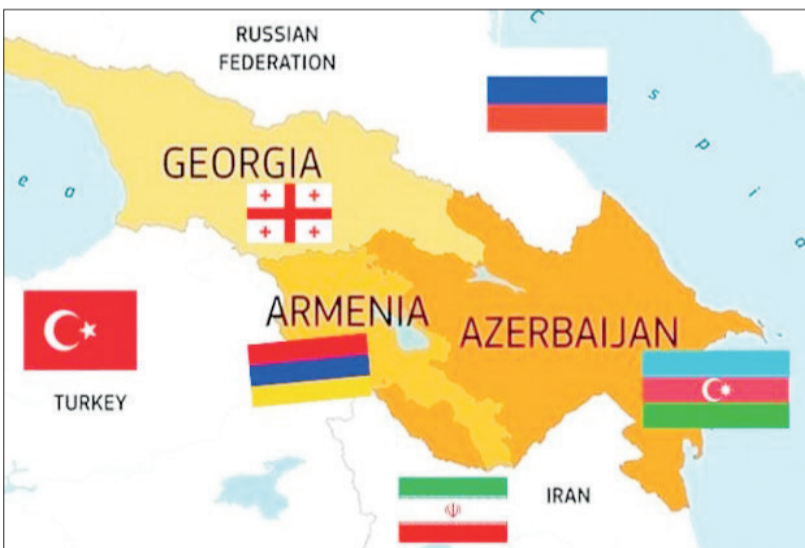 RUSSIAN
FEDERATION
C
s
p
i
a
GEORGIA
e a
ARMENIA
AZERBAIJAN
TURKEY
IRAN